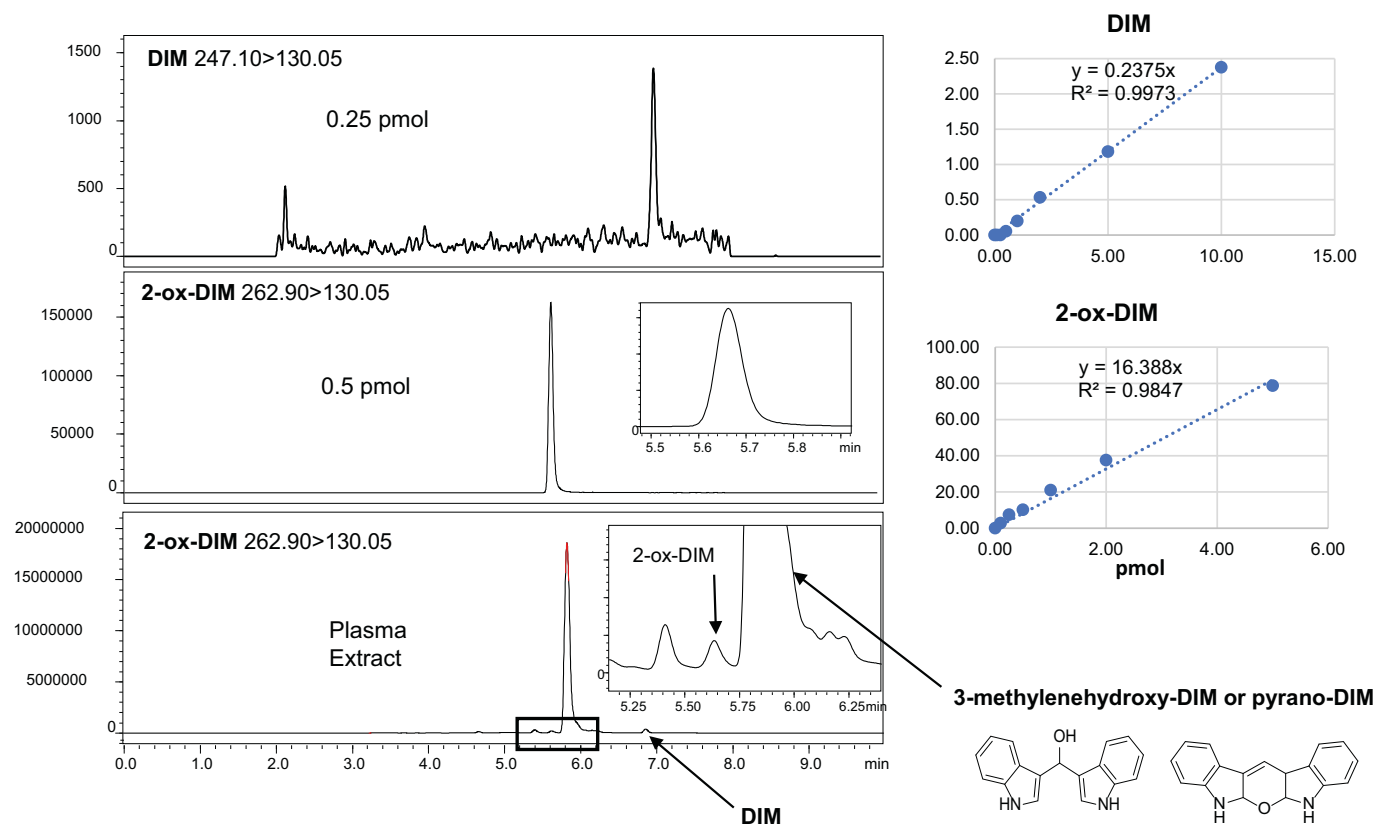 DIM 247.10>130.05
0.25 pmol
1500
1000
500
0
2-ox-DIM 262.90>130.05
0.5 pmol
150000
100000
50000
0
0
5.5 5.6 5.7 5.8 min
2-ox-DIM 262.90>130.05
Plasma
Extract
20000000
15000000
10000000
5000000
0
2-ox-DIM
0
5.25 5.50 5.75 6.00 6.25min
0.0 1.0 2.0 3.0 4.0 5.0 6.0 7.0 8.0 9.0 min
DIM
DIM
y = 0.2375x
R² = 0.9973
2.50
2.00
1.50
1.00
0.50
0.00
0.00 5.00 10.00 15.00
2-ox-DIM
y = 16.388x
R² = 0.9847
100.00
80.00
60.00
40.00
20.00
0.00
0.00 2.00 4.00 6.00
pmol
3-methylenehydroxy-DIM or pyrano-DIM
OH
HN NH
N O N
H H